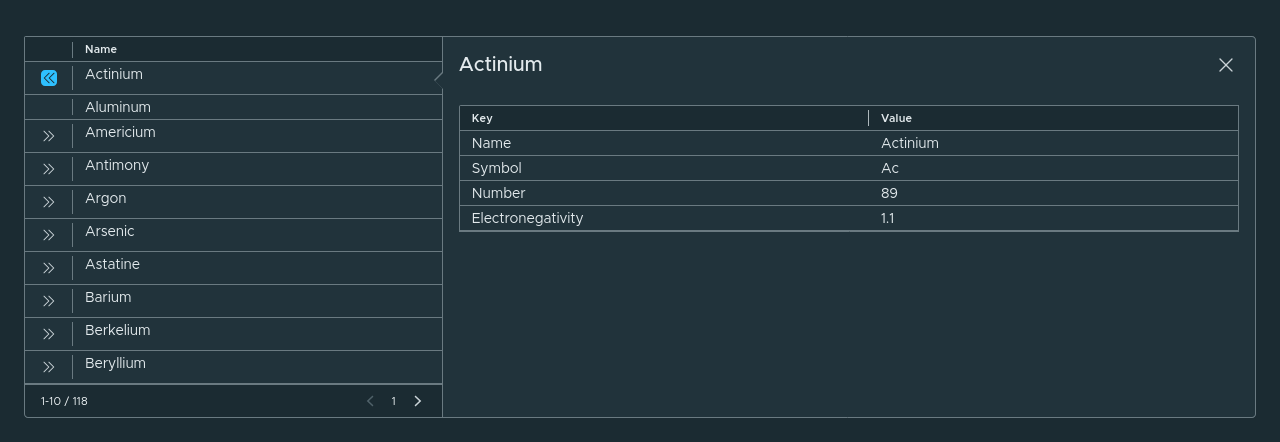 Name
Actinium
Aluminum
Americium
Antimony
Argon
Arsenic
Astatine
Barium
Berkelium
Beryllium
1-10 / 118
1
Actinium
Key Value
Name Actinium
Symbol Ac
Number 89
Electronegativity 1.1